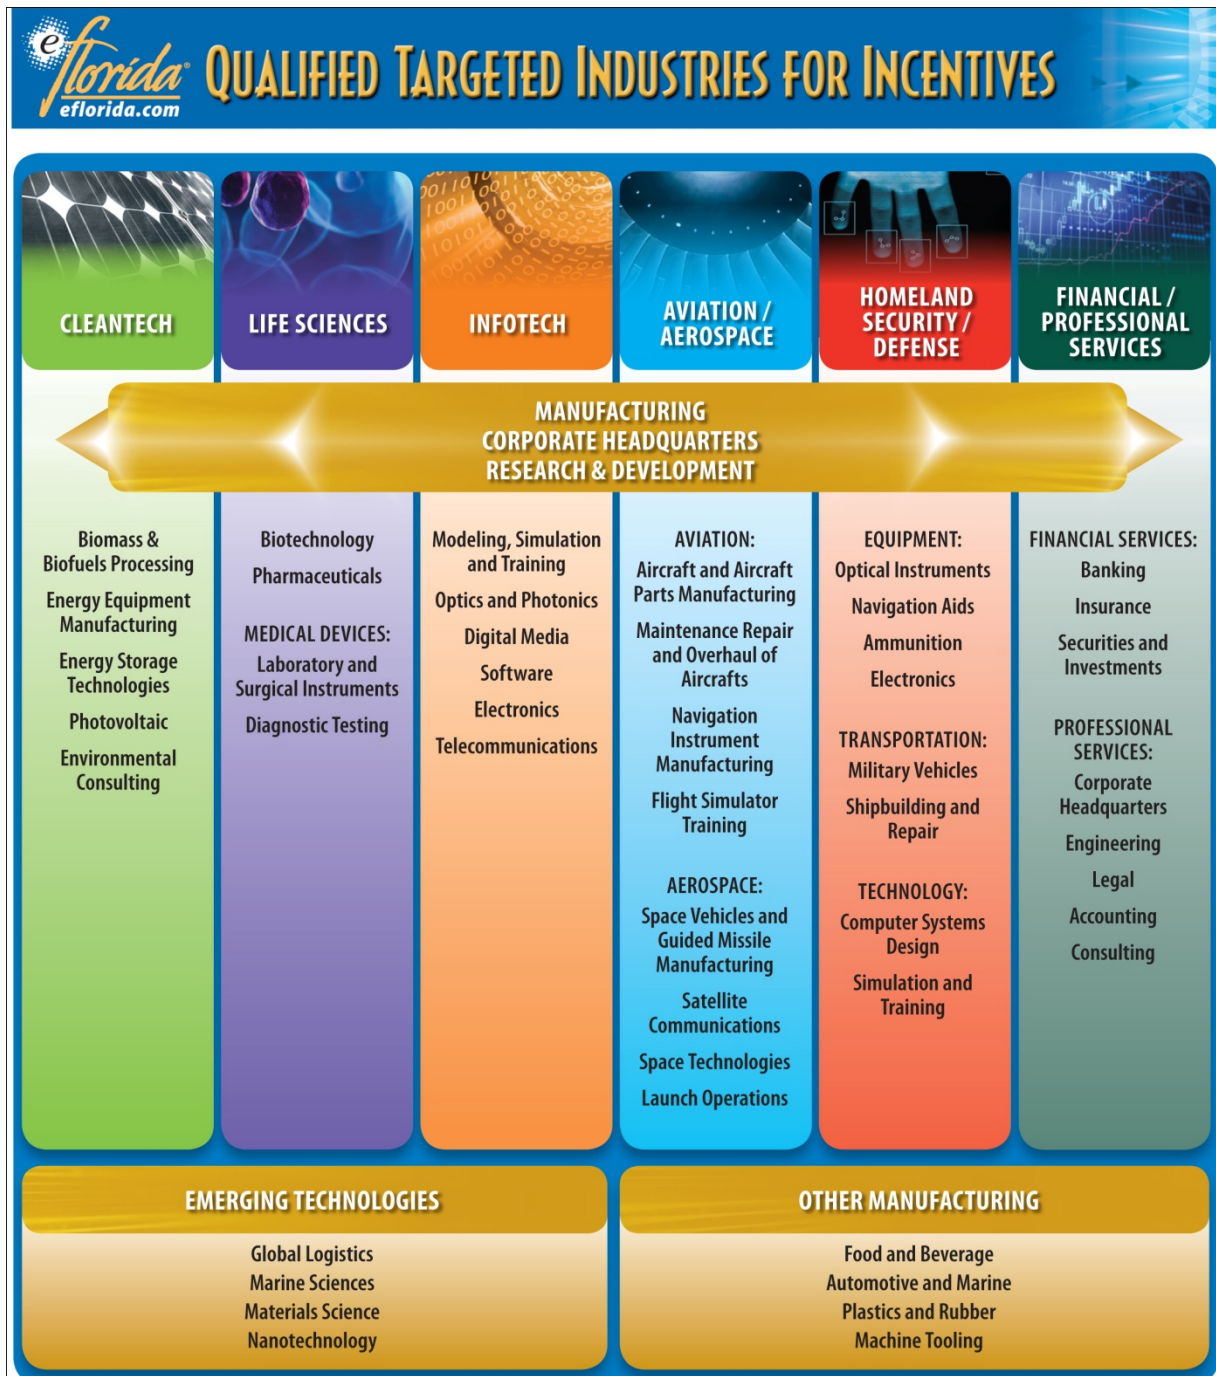 e
florida®
eflorida.com
QUALIFIED TARGETED INDUSTRIES FOR INCENTIVES
CLEANTECH
LIFE SCIENCES
INFOTECH
AVIATION /
AEROSPACE
HOMELAND
SECURITY /
DEFENSE
FINANCIAL /
PROFESSIONAL
SERVICES
MANUFACTURING
CORPORATE HEADQUARTERS
RESEARCH & DEVELOPMENT
Biomass &
Biofuels Processing
Energy Equipment
Manufacturing
Energy Storage
Technologies
Photovoltaic
Environmental
Consulting
Biotechnology
Pharmaceuticals
MEDICAL DEVICES:
Laboratory and
Surgical Instruments
Diagnostic Testing
Modeling, Simulation
and Training
Optics and Photonics
Digital Media
Software
Electronics
Telecommunications
AVIATION:
Aircraft and Aircraft
Parts Manufacturing
Maintenance Repair
and Overhaul of
Aircrafts
Navigation
Instrument
Manufacturing
Flight Simulator
Training
AEROSPACE:
Space Vehicles and
Guided Missile
Manufacturing
Satellite
Communications
Space Technologies
Launch Operations
EQUIPMENT:
Optical Instruments
Navigation Aids
Ammunition
Electronics
TRANSPORTATION:
Military Vehicles
Shipbuilding and
Repair
TECHNOLOGY:
Computer Systems
Design
Simulation and
Training
FINANCIAL SERVICES:
Banking
Insurance
Securities and
Investments
PROFESSIONAL
SERVICES:
Corporate
Headquarters
Engineering
Legal
Accounting
Consulting
EMERGING TECHNOLOGIES
Global Logistics
Marine Sciences
Materials Science
Nanotechnology
OTHER MANUFACTURING
Food and Beverage
Automotive and Marine
Plastics and Rubber
Machine Tooling